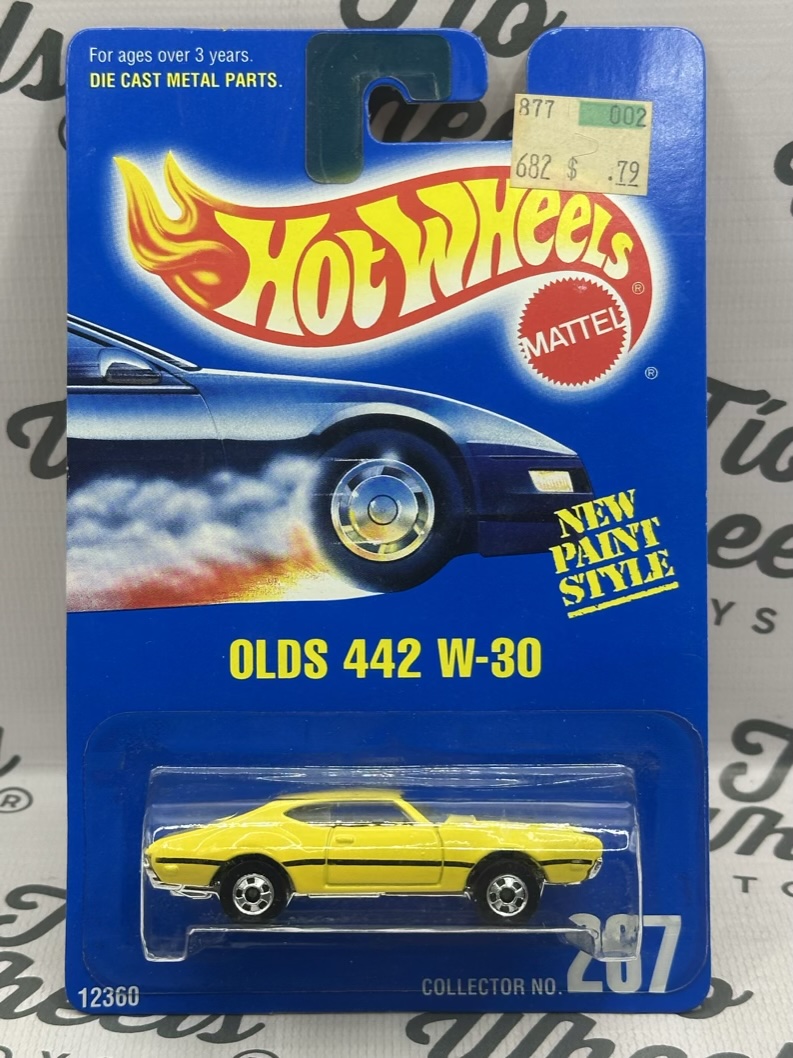 For ages over 3 years.
DIE CAST METAL PARTS.
877 002
682 $ .79
Hot Wheels
®
MATTEL
®
NEW
PAINT
STYLE
OLDS 442 W-30
12360
COLLECTOR NO. 267